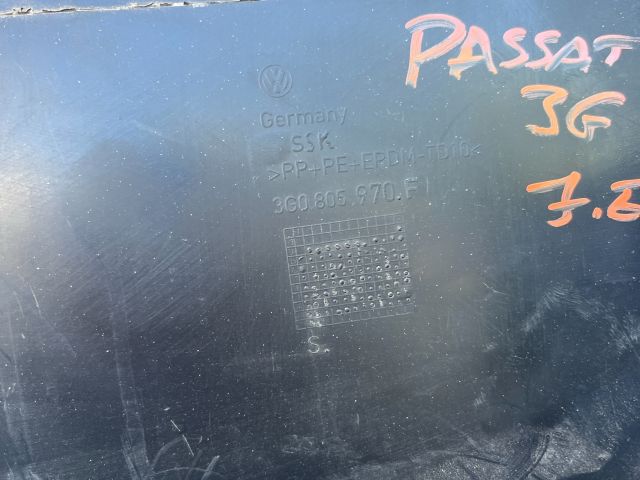 PASSAT
3G
VW
Germany
SSK
>PP+PE+EPDM-TD10<
3G0.805.970.F
S.